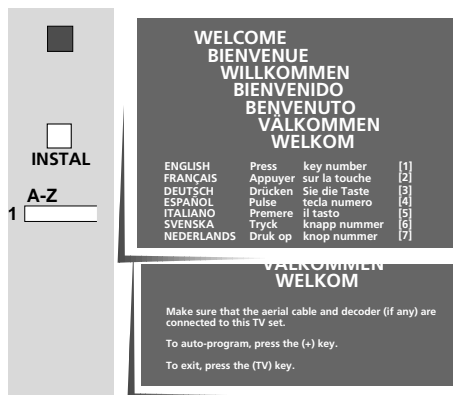 INSTAL
A-Z
1
WELCOME
BIENVENUE
WILLKOMMEN
BIENVENIDO
BENVENUTO
VÄLKOMMEN
WELKOM
ENGLISH Press key number [1]
FRANÇAIS Appuyer sur la touche [2]
DEUTSCH Drücken Sie die Taste [3]
ESPAÑOL Pulse tecla numero [4]
ITALIANO Premere il tasto [5]
SVENSKA Tryck knapp nummer [6]
NEDERLANDS Druk op knop nummer [7]
VALKOMMEN
WELKOM
Make sure that the aerial cable and decoder (if any) are
connected to this TV set.
To auto-program, press the (+) key.
To exit, press the (TV) key.